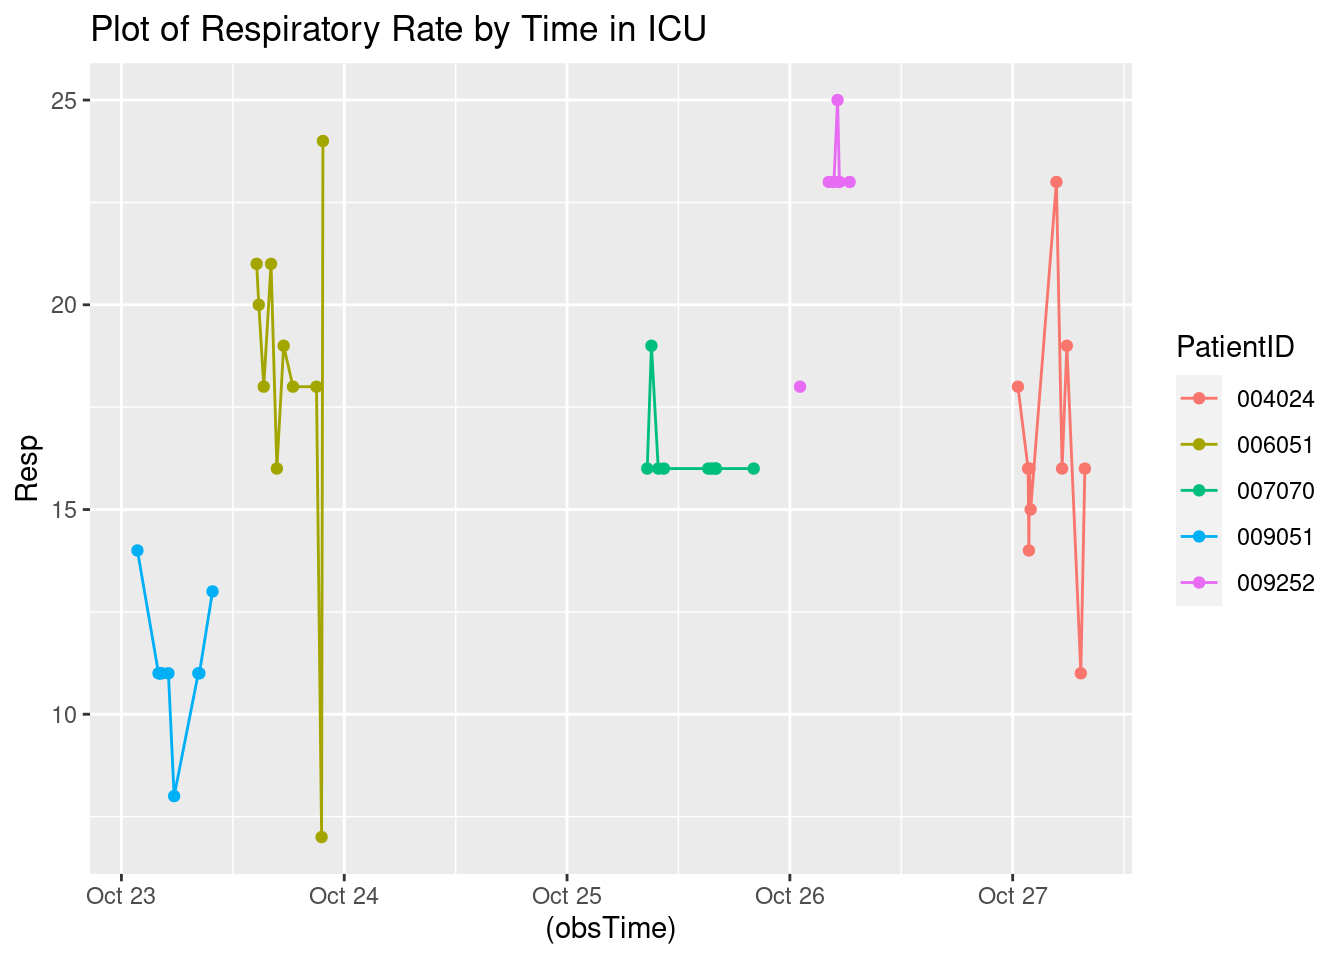 Plot of Respiratory Rate by Time in ICU
25
20
15
10
Resp
Oct 23 Oct 24 Oct 25 Oct 26 Oct 27
(obsTime)
PatientID
004024
006051
007070
009051
009252